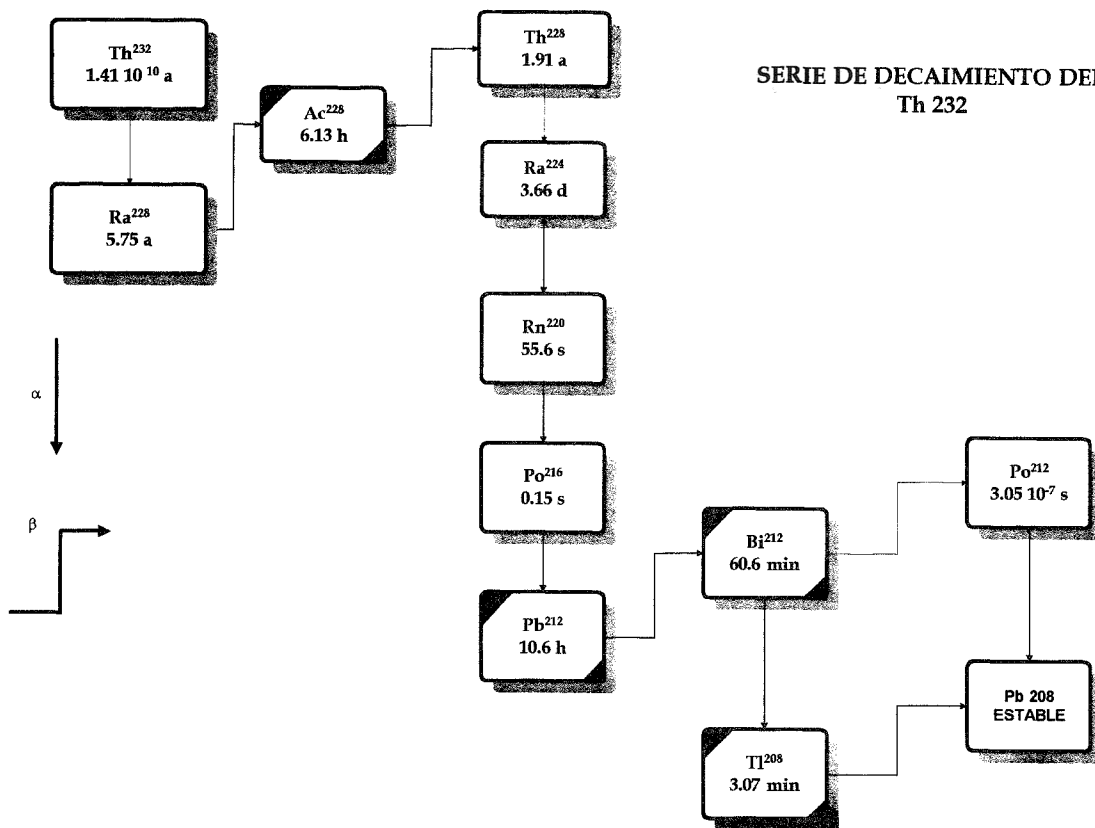 Th²³²
1.41 10 ¹⁰ a
Th²²⁸
1.91 a
SERIE DE DECAIMIENTO DEL
Th 232
Ac²²⁸
6.13 h
Ra²²⁴
3.66 d
Ra²²⁸
5.75 a
Rn²²⁰
55.6 s
α
Po²¹⁶
0.15 s
Po²¹²
3.05 10⁻⁷ s
β
Bi²¹²
60.6 min
Pb²¹²
10.6 h
Pb 208
ESTABLE
Tl²⁰⁸
3.07 min